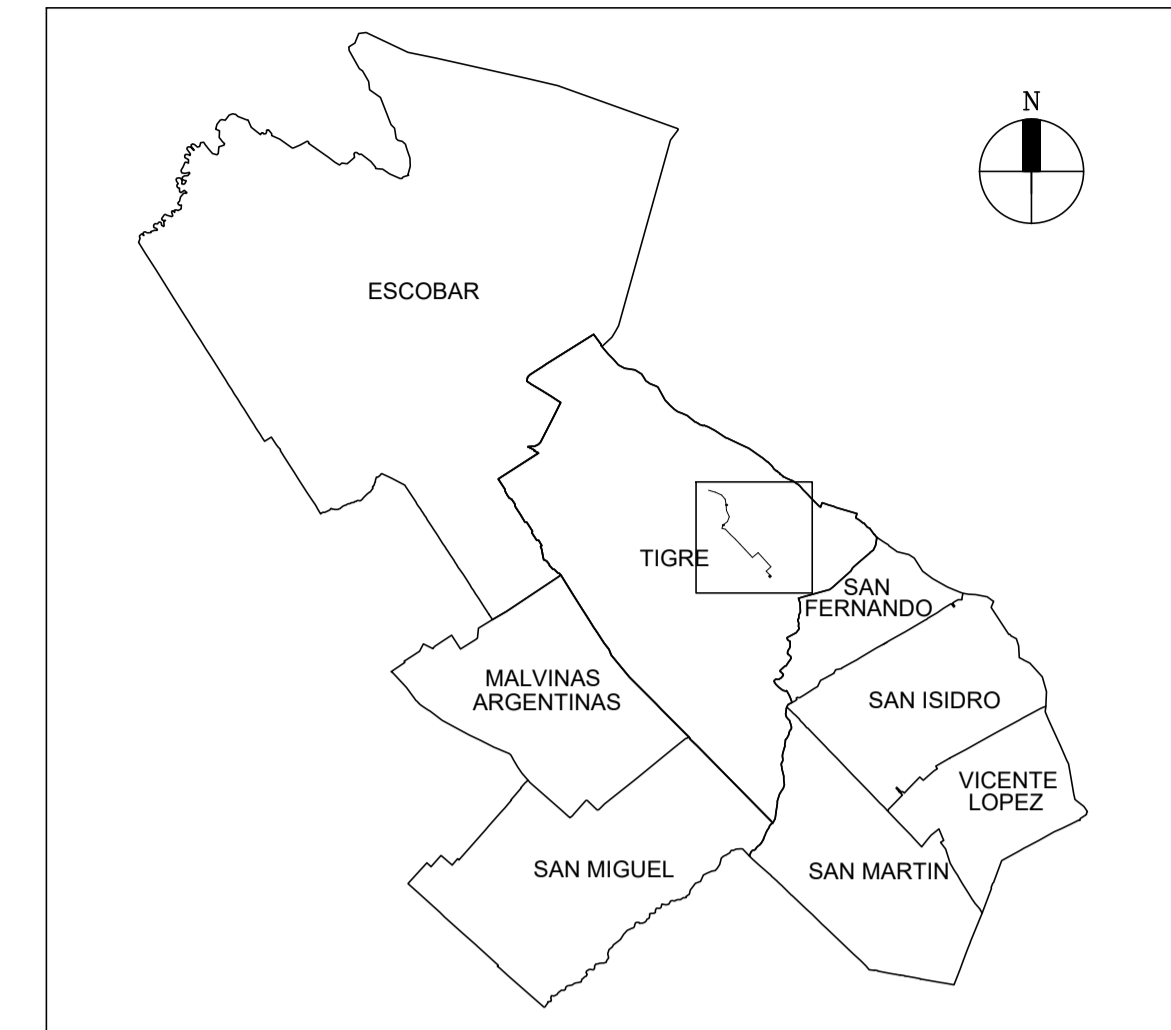 N
ESCOBAR
TIGRE
SAN
FERNANDO
MALVINAS
ARGENTINAS
SAN ISIDRO
VICENTE
LOPEZ
SAN MIGUEL
SAN MARTIN